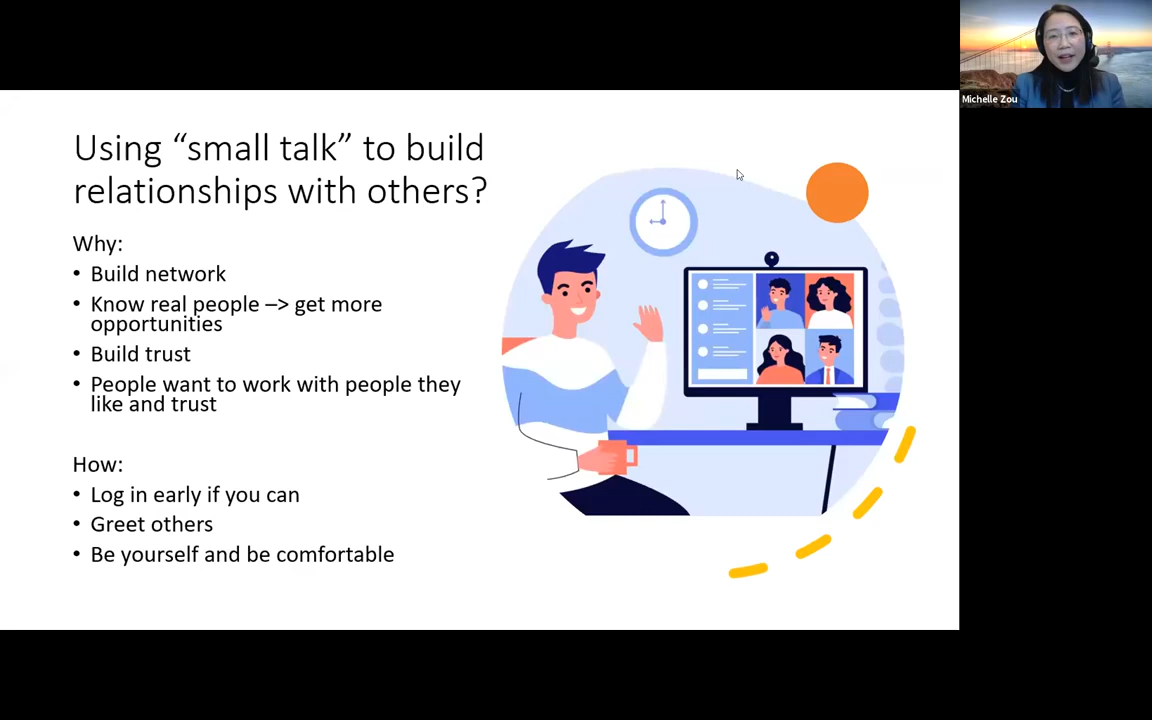 Michelle Zou
Using “small talk” to build
relationships with others?
Why:
• Build network
• Know real people –> get more
opportunities
• Build trust
• People want to work with people they
like and trust
How:
• Log in early if you can
• Greet others
• Be yourself and be comfortable